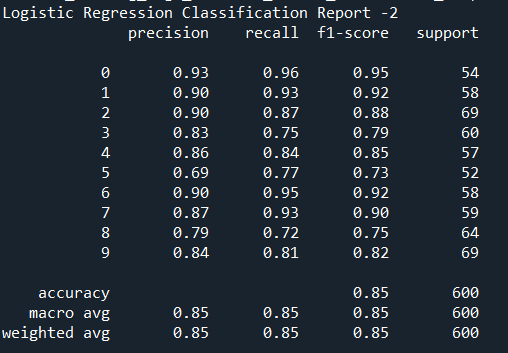 Logistic Regression Classification Report -2
precision recall f1-score support
0 0.93 0.96 0.95 54
1 0.90 0.93 0.92 58
2 0.90 0.87 0.88 69
3 0.83 0.75 0.79 60
4 0.86 0.84 0.85 57
5 0.69 0.77 0.73 52
6 0.90 0.95 0.92 58
7 0.87 0.93 0.90 59
8 0.79 0.72 0.75 64
9 0.84 0.81 0.82 69
accuracy 0.85 600
macro avg 0.85 0.85 0.85 600
weighted avg 0.85 0.85 0.85 600